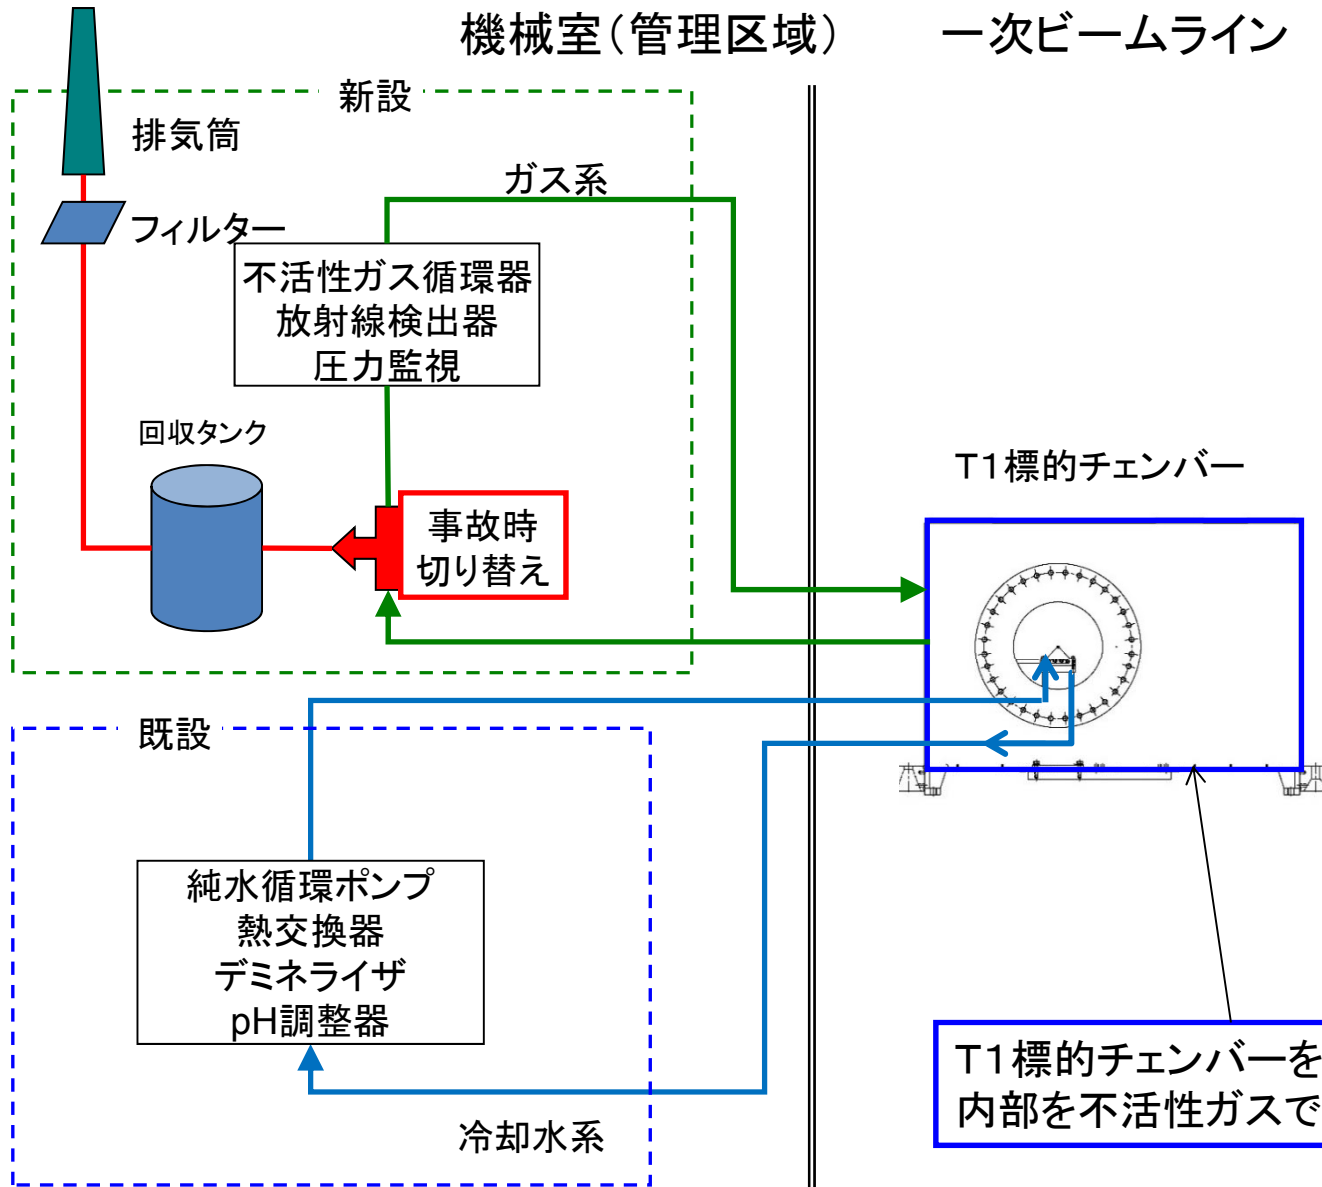 機械室（管理区域）
一次ビームライン
新設
排気筒
ガス系
フィルター
不活性ガス循環器
放射線検出器
圧力監視
回収タンク
事故時
切り替え
T1標的チェンバー
既設
純水循環ポンプ
熱交換器
デミネライザ
pH調整器
冷却水系
T1標的チェンバーを
内部を不活性ガスで